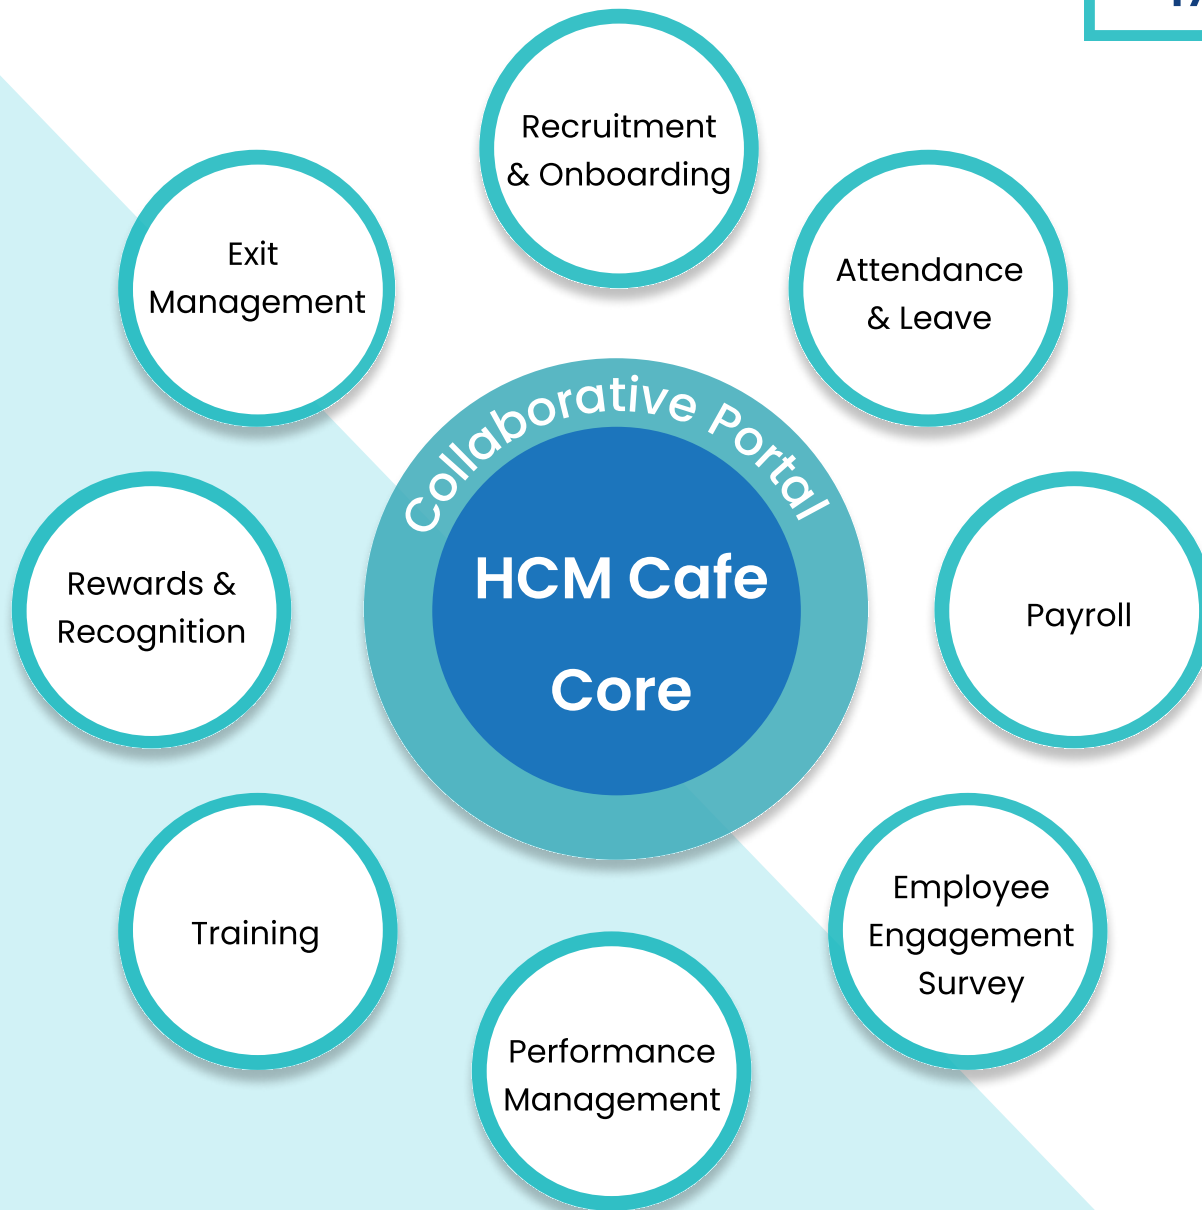 Recruitment
& Onboarding
Exit
Management
Attendance
& Leave
Collaborative Portal
HCM Cafe
Core
Rewards &
Recognition
Payroll
Training
Employee
Engagement
Survey
Performance
Management